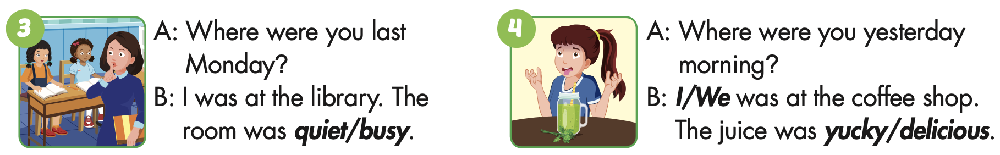 3
A: Where were you last
Monday?
B: I was at the library. The
room was quiet/busy.
4
A: Where were you yesterday
morning?
B: I/We was at the coffee shop.
The juice was yucky/delicious.